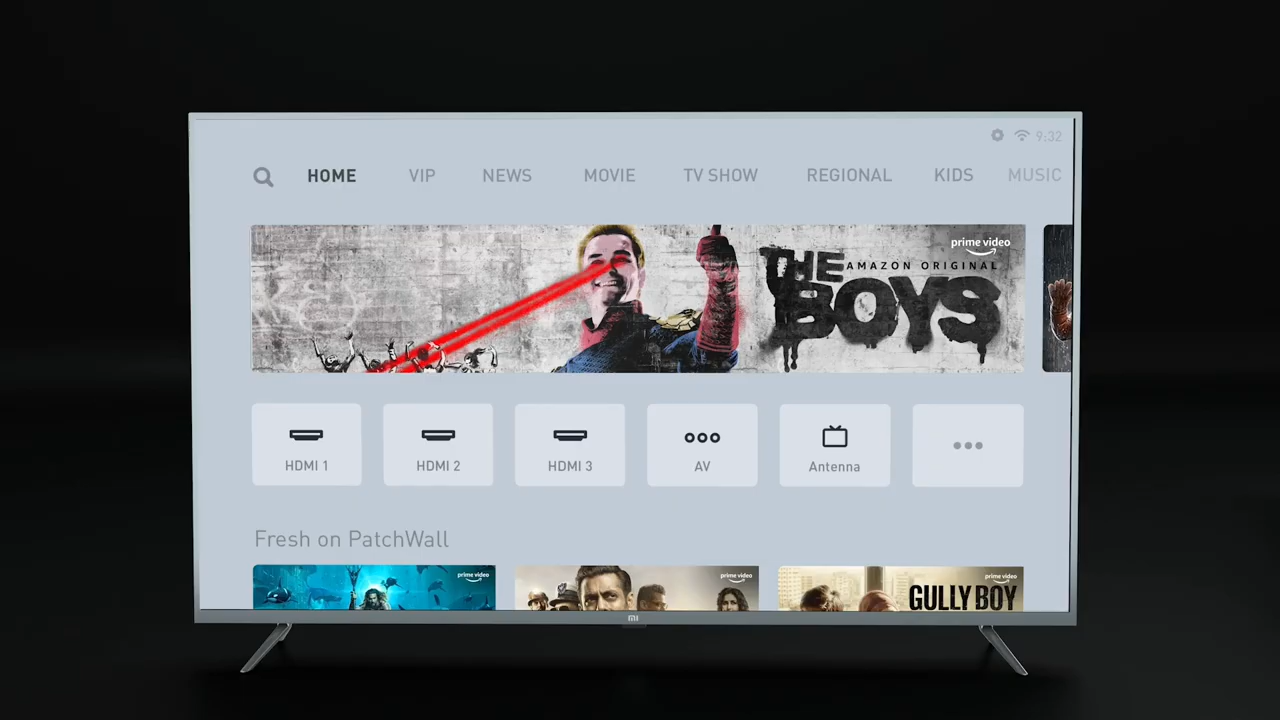 9:32
HOME VIP NEWS MOVIE TV SHOW REGIONAL KIDS MUSIC
prime video
AMAZON ORIGINAL
THE
BOYS
HDMI 1 HDMI 2 HDMI 3 AV Antenna
Fresh on PatchWall
prime video prime video prime video
GULLY BOY
MI